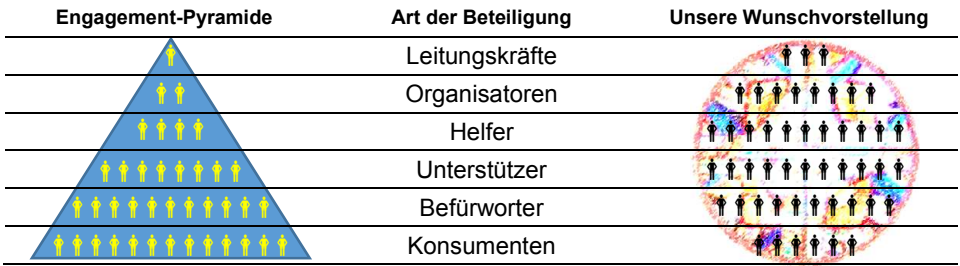 Engagement-Pyramide Art der Beteiligung Unsere Wunschvorstellung
Leitungskräfte
Organisatoren
Helfer
Unterstützer
Befürworter
Konsumenten